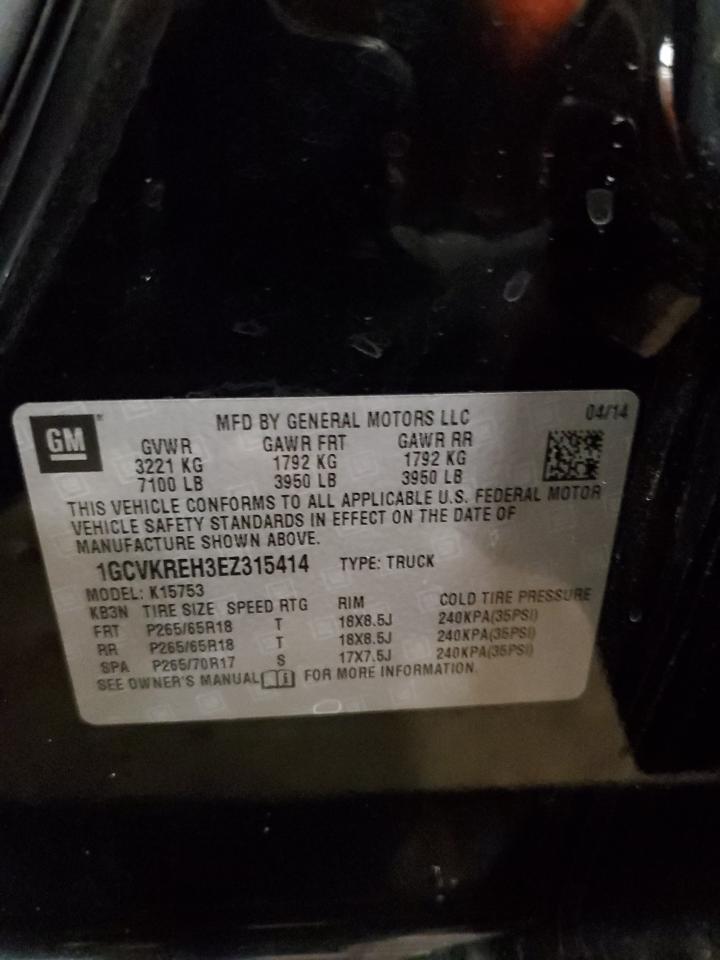 04/14
GM
MFD BY GENERAL MOTORS LLC
GVWR GAWR FRT GAWR RR
3221 KG 1792 KG 1792 KG
7100 LB 3950 LB 3950 LB
THIS VEHICLE CONFORMS TO ALL APPLICABLE U.S. FEDERAL MOTOR
VEHICLE SAFETY STANDARDS IN EFFECT ON THE DATE OF
MANUFACTURE SHOWN ABOVE.
1GCVKREH3EZ315414 TYPE: TRUCK
MODEL: K15753
KB3N TIRE SIZE SPEED RTG RIM COLD TIRE PRESSURE
FRT P265/65R18 T 18X8.5J 240KPA(35PSI)
RR P265/65R18 T 18X8.5J 240KPA(35PSI)
SPA P265/70R17 S 17X7.5J 240KPA(35PSI)
SEE OWNER'S MANUAL FOR MORE INFORMATION.